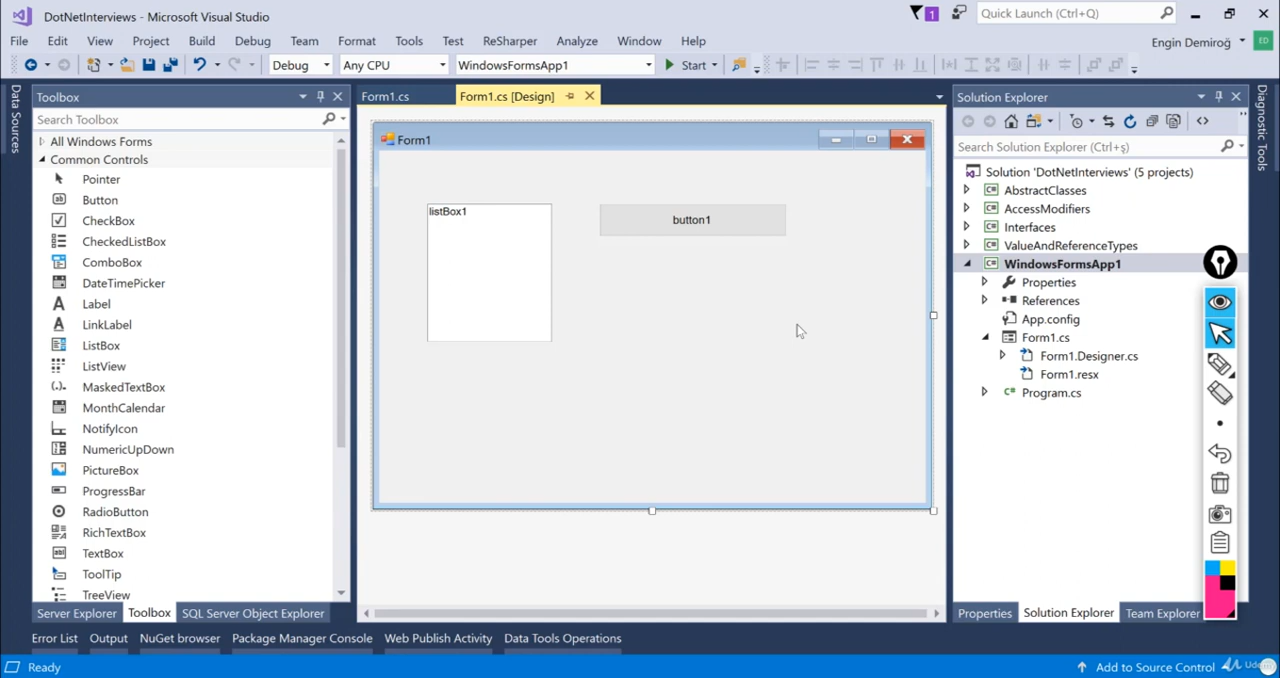 DotNetInterviews - Microsoft Visual Studio
1
Quick Launch (Ctrl+Q)
File Edit View Project Build Debug Team Format Tools Test ReSharper Analyze Window Help
Engin Demiroğ
ED
Debug
Any CPU
WindowsFormsApp1
Start
Data Sources
Toolbox
Search Toolbox
All Windows Forms
Common Controls
Pointer
Button
CheckBox
CheckedListBox
ComboBox
DateTimePicker
Label
LinkLabel
ListBox
ListView
MaskedTextBox
MonthCalendar
NotifyIcon
NumericUpDown
PictureBox
ProgressBar
RadioButton
RichTextBox
TextBox
ToolTip
TreeView
Server Explorer Toolbox SQL Server Object Explorer
Form1.cs
Form1.cs [Design]
Form1
listBox1
button1
Solution Explorer
Search Solution Explorer (Ctrl+ş)
Solution 'DotNetInterviews' (5 projects)
AbstractClasses
AccessModifiers
Interfaces
ValueAndReferenceTypes
WindowsFormsApp1
Properties
References
App.config
Form1.cs
Form1.Designer.cs
Form1.resx
Program.cs
Properties Solution Explorer Team Explorer
Diagnostic Tools
Error List Output NuGet browser Package Manager Console Web Publish Activity Data Tools Operations
Ready
Add to Source Control
Udemy